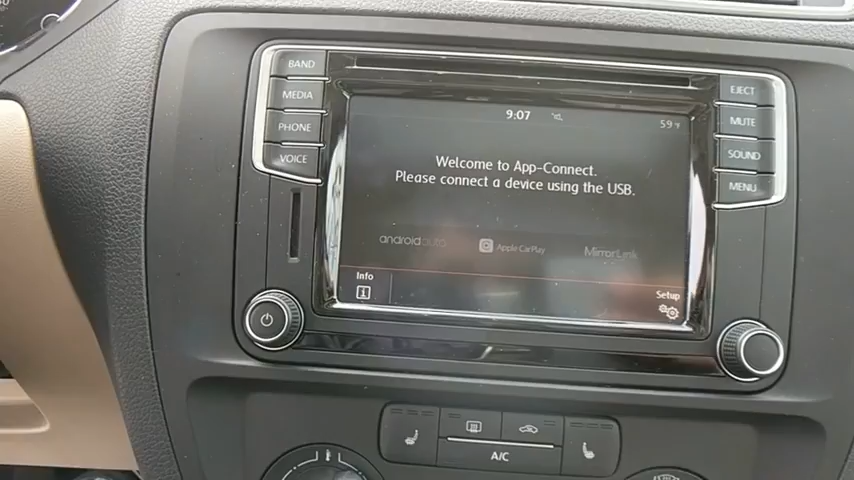 BAND
MEDIA
PHONE
VOICE
9:07
59°F
Welcome to App-Connect.
Please connect a device using the USB.
androidauto
Apple CarPlay
MirrorLink
Info
Setup
EJECT
MUTE
SOUND
MENU
A/C